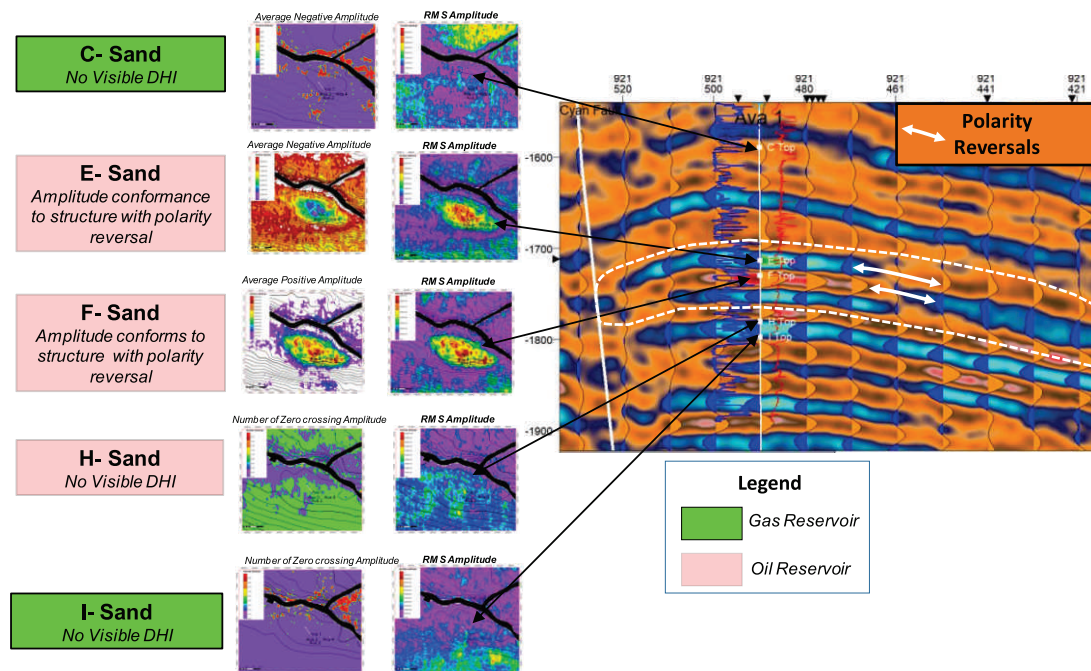 C- Sand
No Visible DHI
Average Negative Amplitude
RMS Amplitude
E- Sand
Amplitude conformance
to structure with polarity
reversal
Average Negative Amplitude
RMS Amplitude
F- Sand
Amplitude conforms to
structure with polarity
reversal
Average Positive Amplitude
RMS Amplitude
H- Sand
No Visible DHI
Number of Zero crossing Amplitude
RMS Amplitude
I- Sand
No Visible DHI
Number of Zero crossing Amplitude
RMS Amplitude
921 921 921 921 921 921
520 500 480 461 441 421
Cyan Fau
Ava 1
Polarity
Reversals
-1600
-1700
-1800
-1900
C Top
E Top
F Top
H Top
I Top
Legend
Gas Reservoir
Oil Reservoir